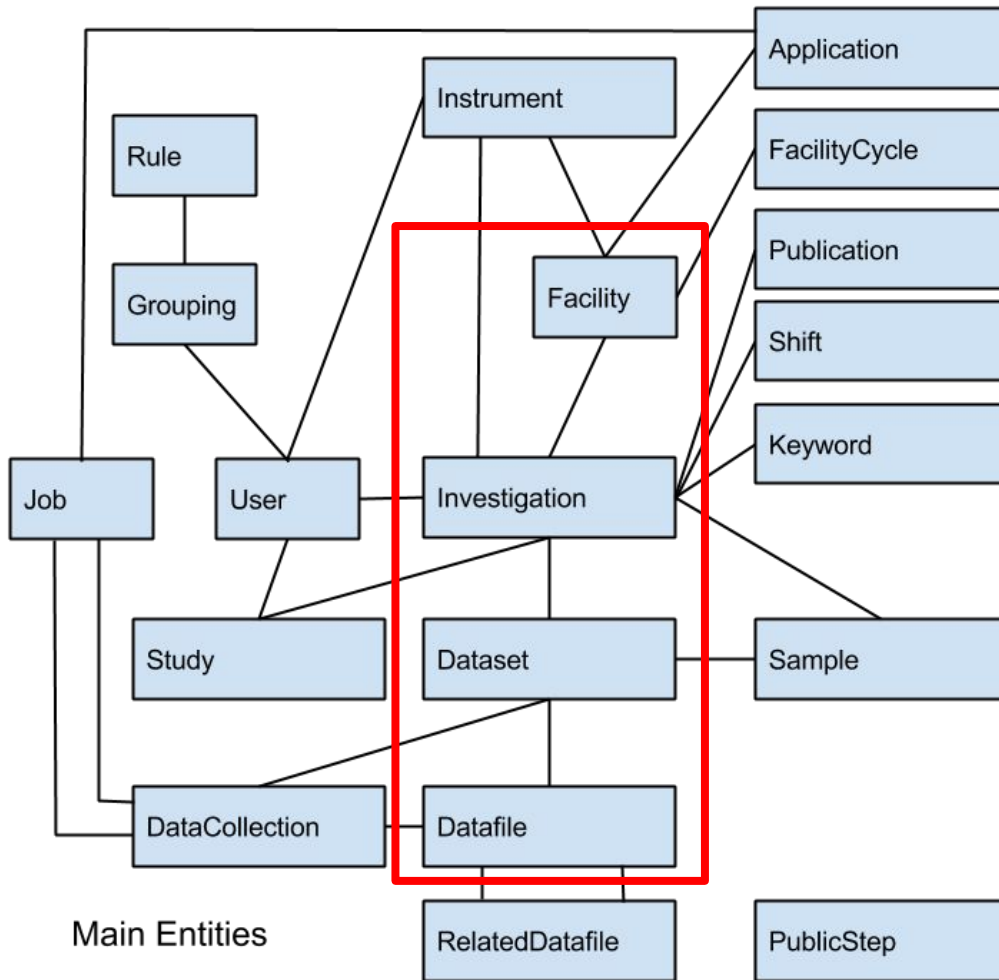 Application
Instrument
Rule
FacilityCycle
Publication
Grouping
Facility
Shift
Keyword
Job
User
Investigation
Study
Dataset
Sample
DataCollection
Datafile
Main Entities
RelatedDatafile
PublicStep